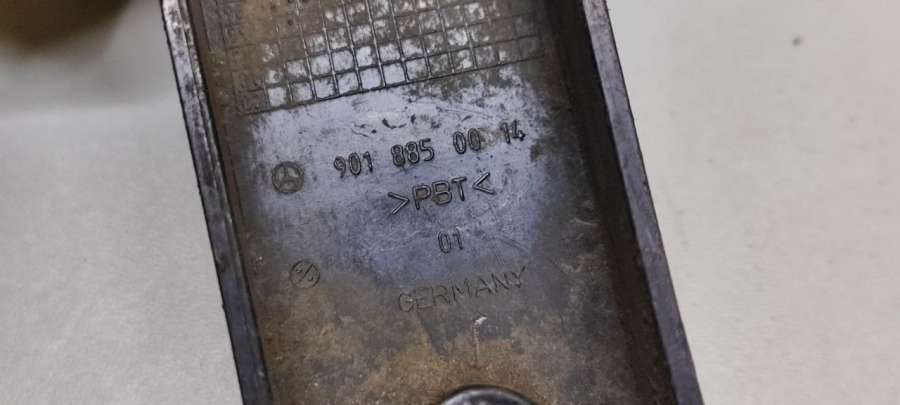 901 885 00 14
>PBT<
01
GERMANY